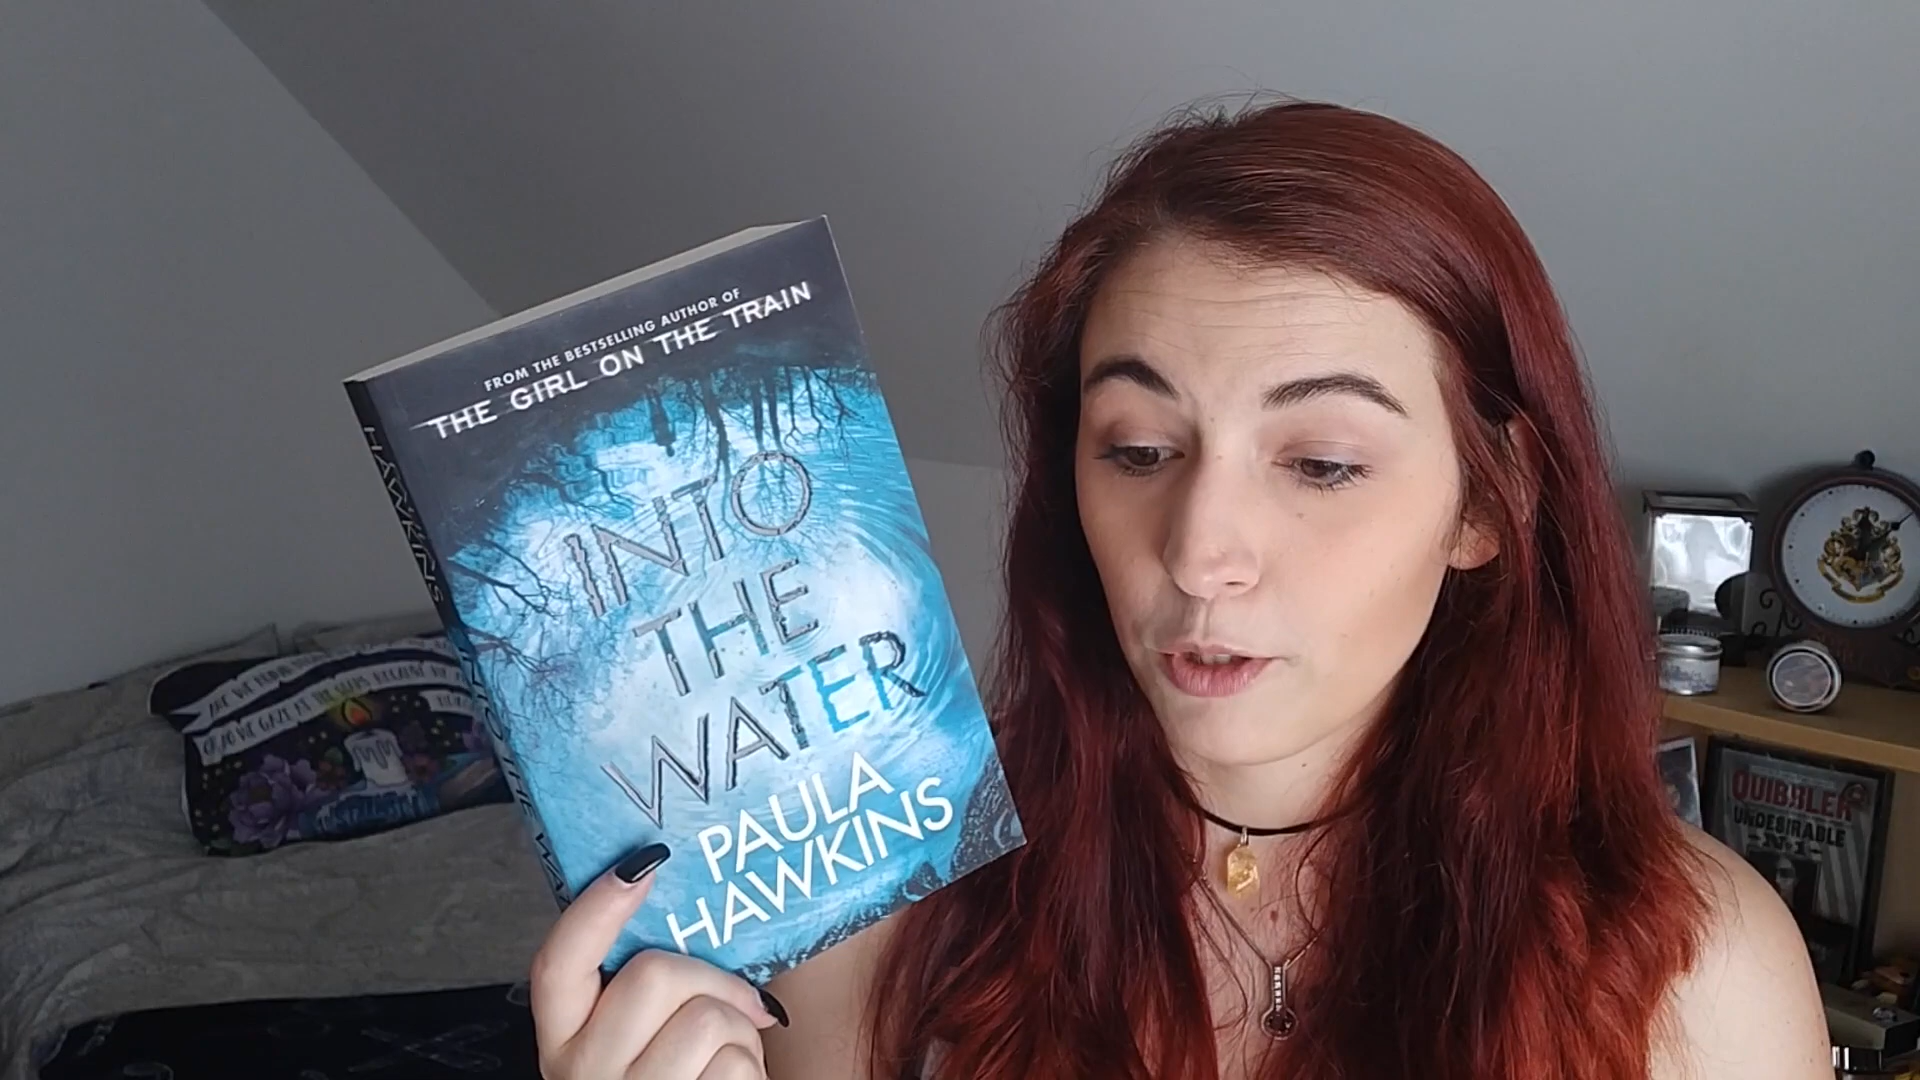 FROM THE BESTSELLING AUTHOR OF
THE GIRL ON THE TRAIN
INTO
THE
WATER
PAULA
HAWKINS
HAWKINS
INTO THE WA
QUIBBLER
UNDESIRABLE